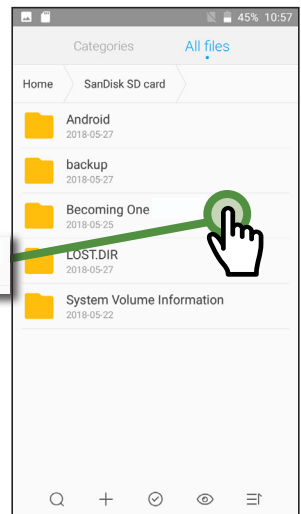 45% 10:57
Categories All files
Home SanDisk SD card
Android
2018-05-27
backup
2018-05-27
Becoming One
2018-05-25
LOST.DIR
2018-05-27
System Volume Information
2018-05-22